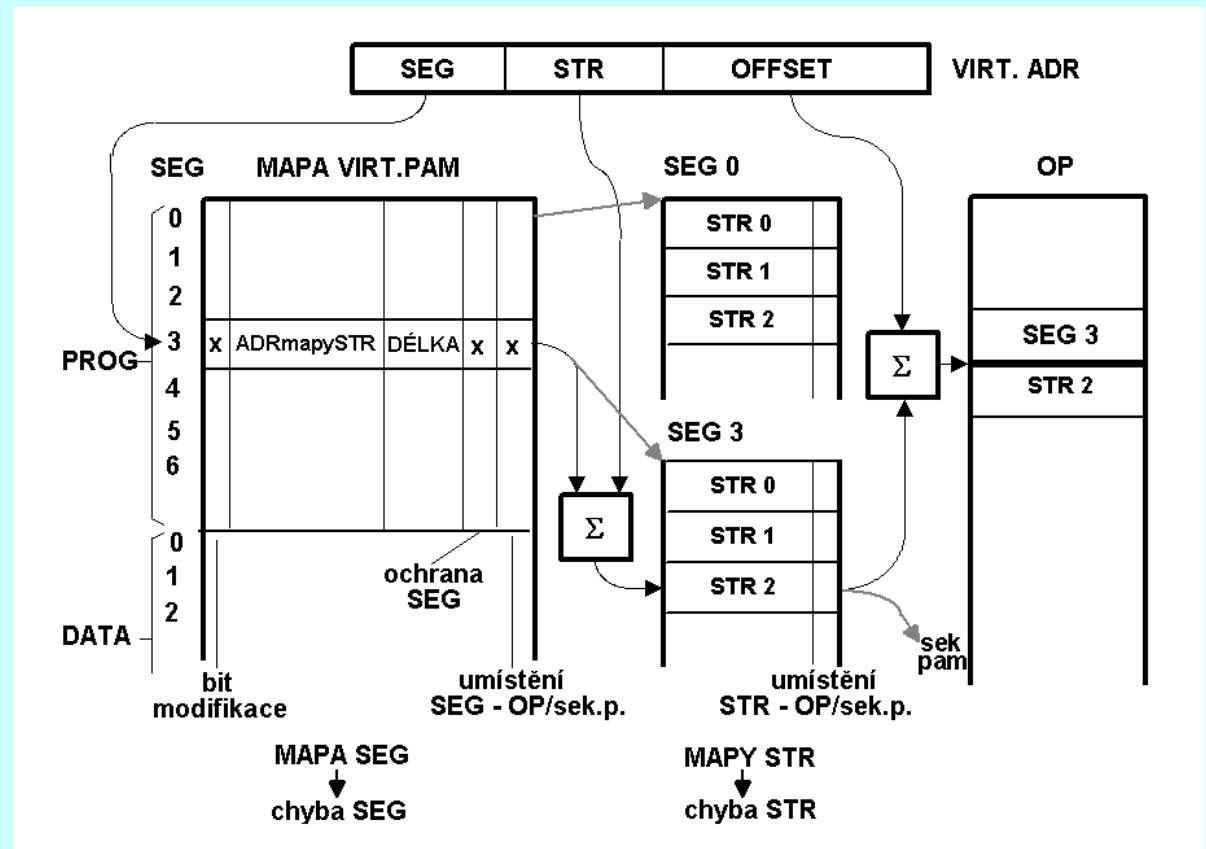 SEG STR OFFSET VIRT. ADR
SEG MAPA VIRT.PAM SEG 0 OP
0
1
2
3 x ADRmapySTR DÉLKA x x
4
5
6
PROG
0
1
2
DATA
ochrana
SEG
bit
modifikace
umístění
SEG - OP/sek.p.
MAPA SEG
chyba SEG
Σ
STR 0
STR 1
STR 2
SEG 3
STR 0
STR 1
STR 2
umístění
STR - OP/sek.p.
MAPY STR
chyba STR
Σ
sek
pam
SEG 3
STR 2